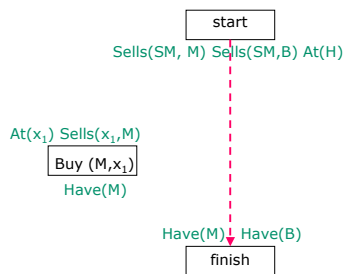 start
Sells(SM, M) Sells(SM,B) At(H)
At(x₁) Sells(x₁,M)
Buy (M,x₁)
Have(M)
Have(M) Have(B)
finish